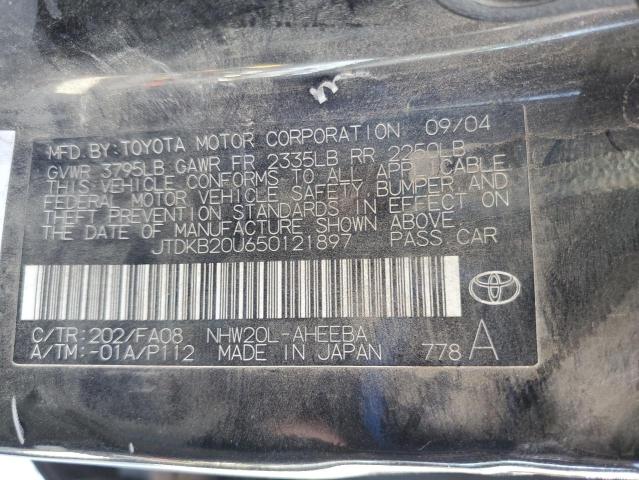 MFD. BY: TOYOTA MOTOR CORPORATION 09/04
GVWR 3795LB GAWR FR 2335LB RR 2250LB
THIS VEHICLE CONFORMS TO ALL APPLICABLE
FEDERAL MOTOR VEHICLE SAFETY, BUMPER AND
THEFT PREVENTION STANDARDS IN EFFECT ON
THE DATE OF MANUFACTURE SHOWN ABOVE.
JTDKB20U650121897 PASS. CAR
C/TR: 202/FA08 NHW20L-AHEEBA
A/TM: -01A/P112 MADE IN JAPAN 778 A